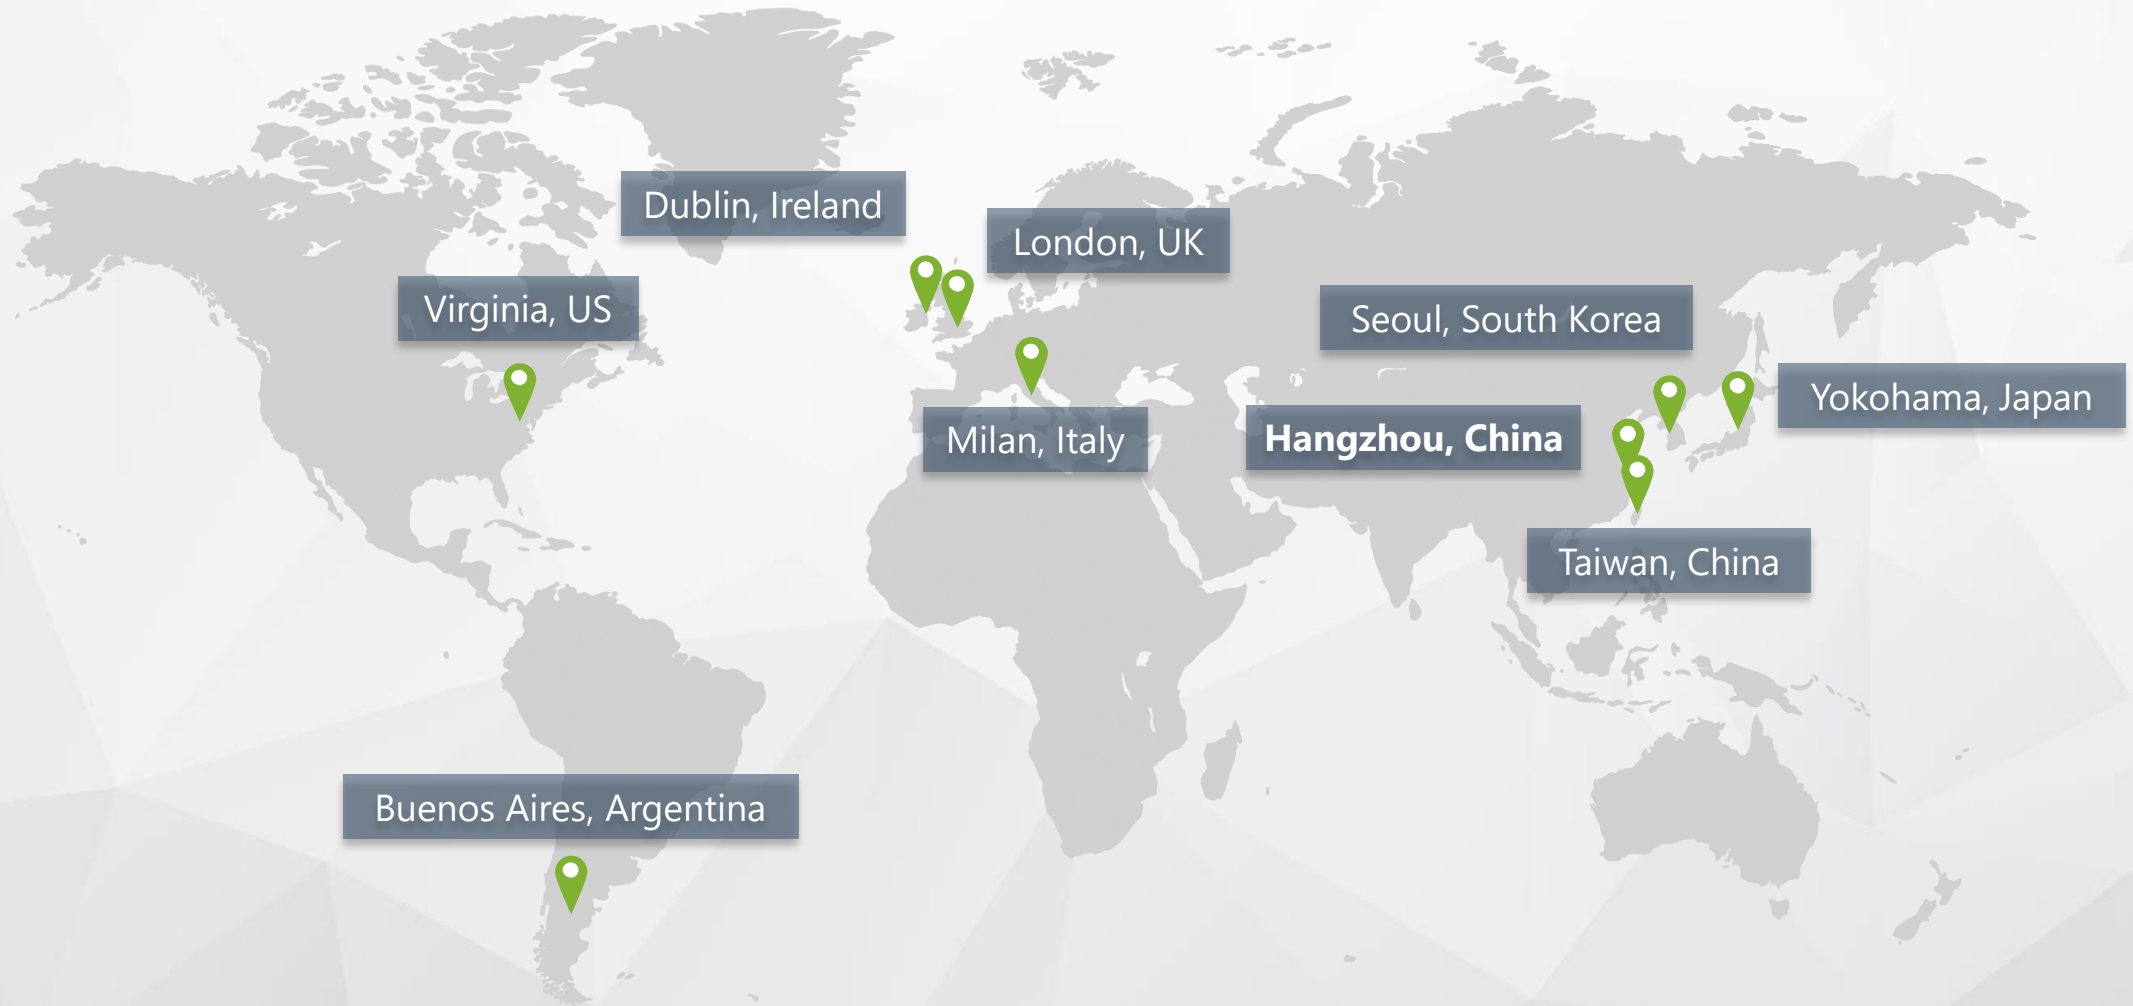 Dublin, Ireland
London, UK
Virginia, US
Seoul, South Korea
Yokohama, Japan
Milan, Italy
Hangzhou, China
Taiwan, China
Buenos Aires, Argentina